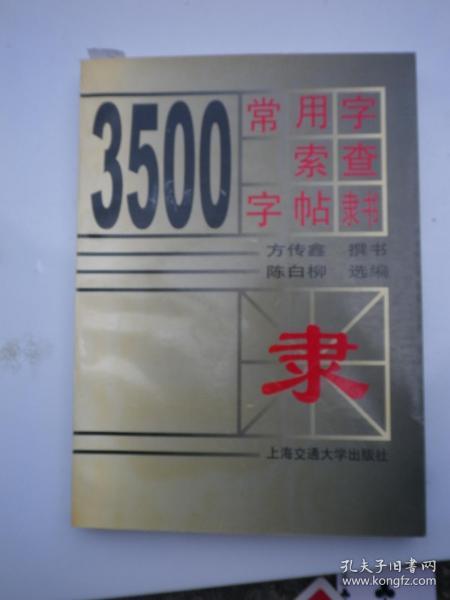 3500
常用字
索查
字帖隶书
方传鑫 撰书
陈白柳 选编
隶
上海交通大学出版社
孔夫子旧书网
www.kongfz.com